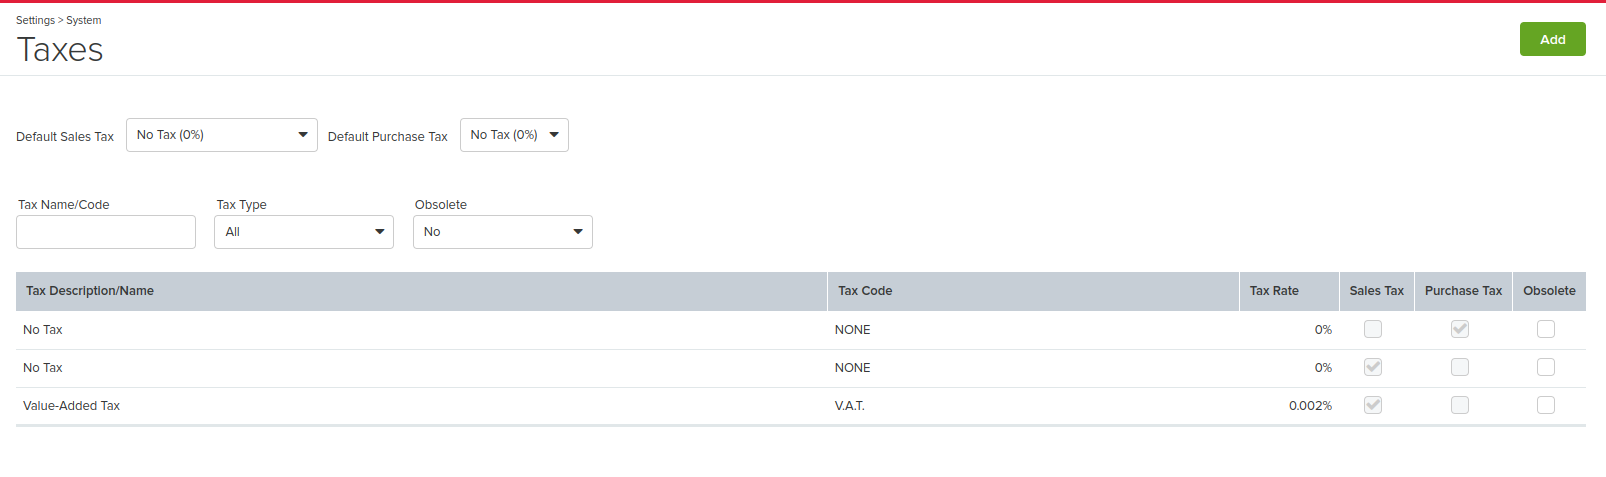 Settings > System
Taxes
Add
Default Sales Tax No Tax (0%) Default Purchase Tax No Tax (0%)
Tax Name/Code Tax Type Obsolete
All No
Tax Description/Name Tax Code Tax Rate Sales Tax Purchase Tax Obsolete
No Tax NONE 0%
No Tax NONE 0%
Value-Added Tax V.A.T. 0.002%